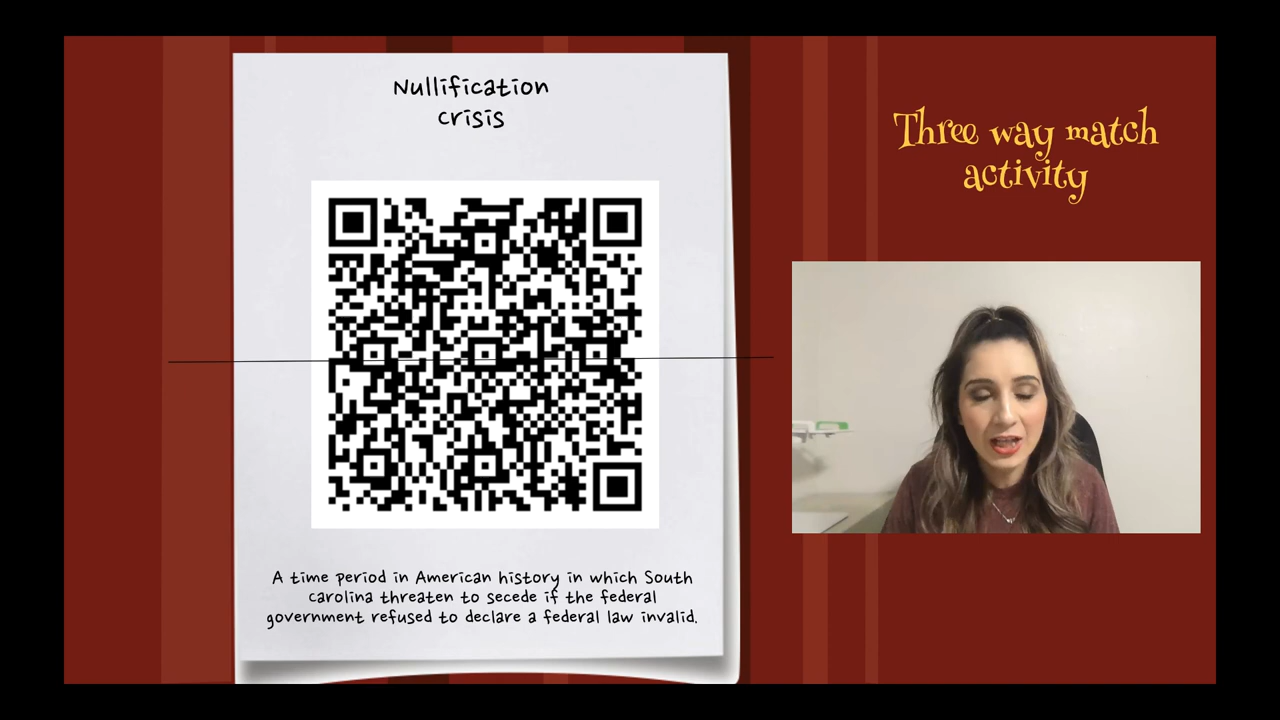 Nullification
crisis
Three way match
activity
A time period in American history in which South
carolina threaten to secede if the federal
government refused to declare a federal law invalid.